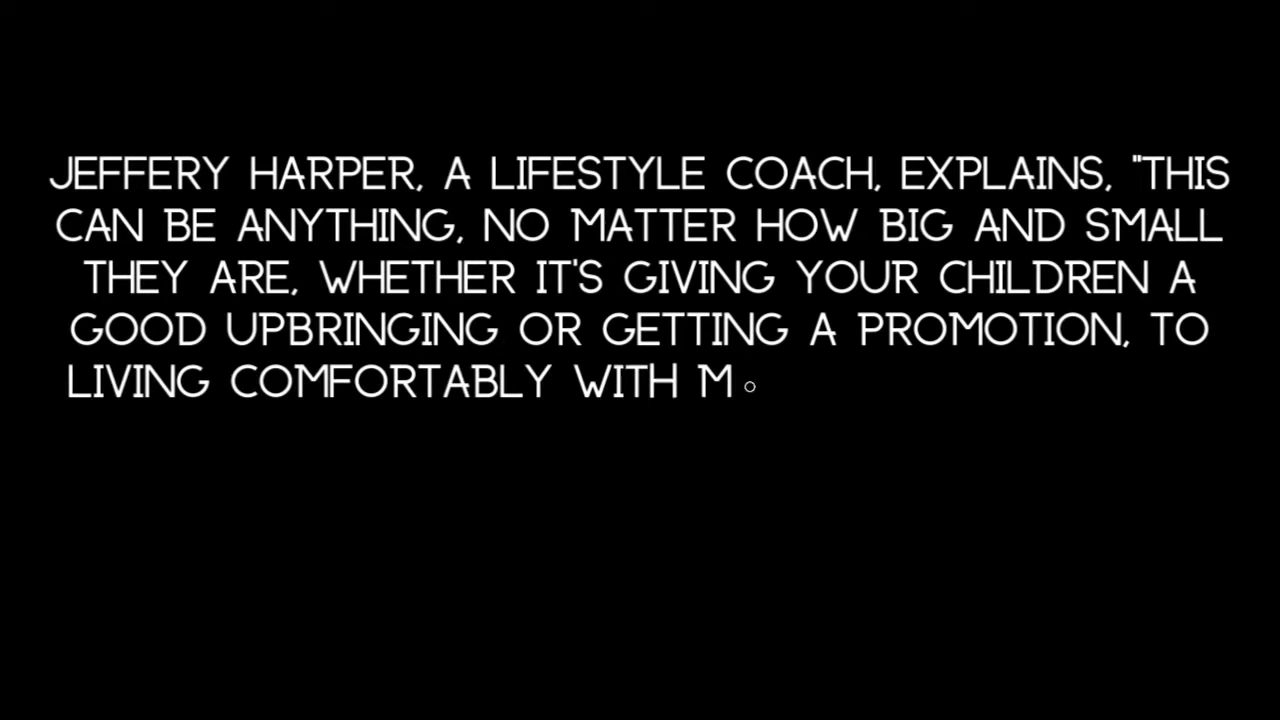 JEFFERY HARPER, A LIFESTYLE COACH, EXPLAINS, "THIS
CAN BE ANYTHING, NO MATTER HOW BIG AND SMALL
THEY ARE, WHETHER IT'S GIVING YOUR CHILDREN A
GOOD UPBRINGING OR GETTING A PROMOTION, TO
LIVING COMFORTABLY WITH MO